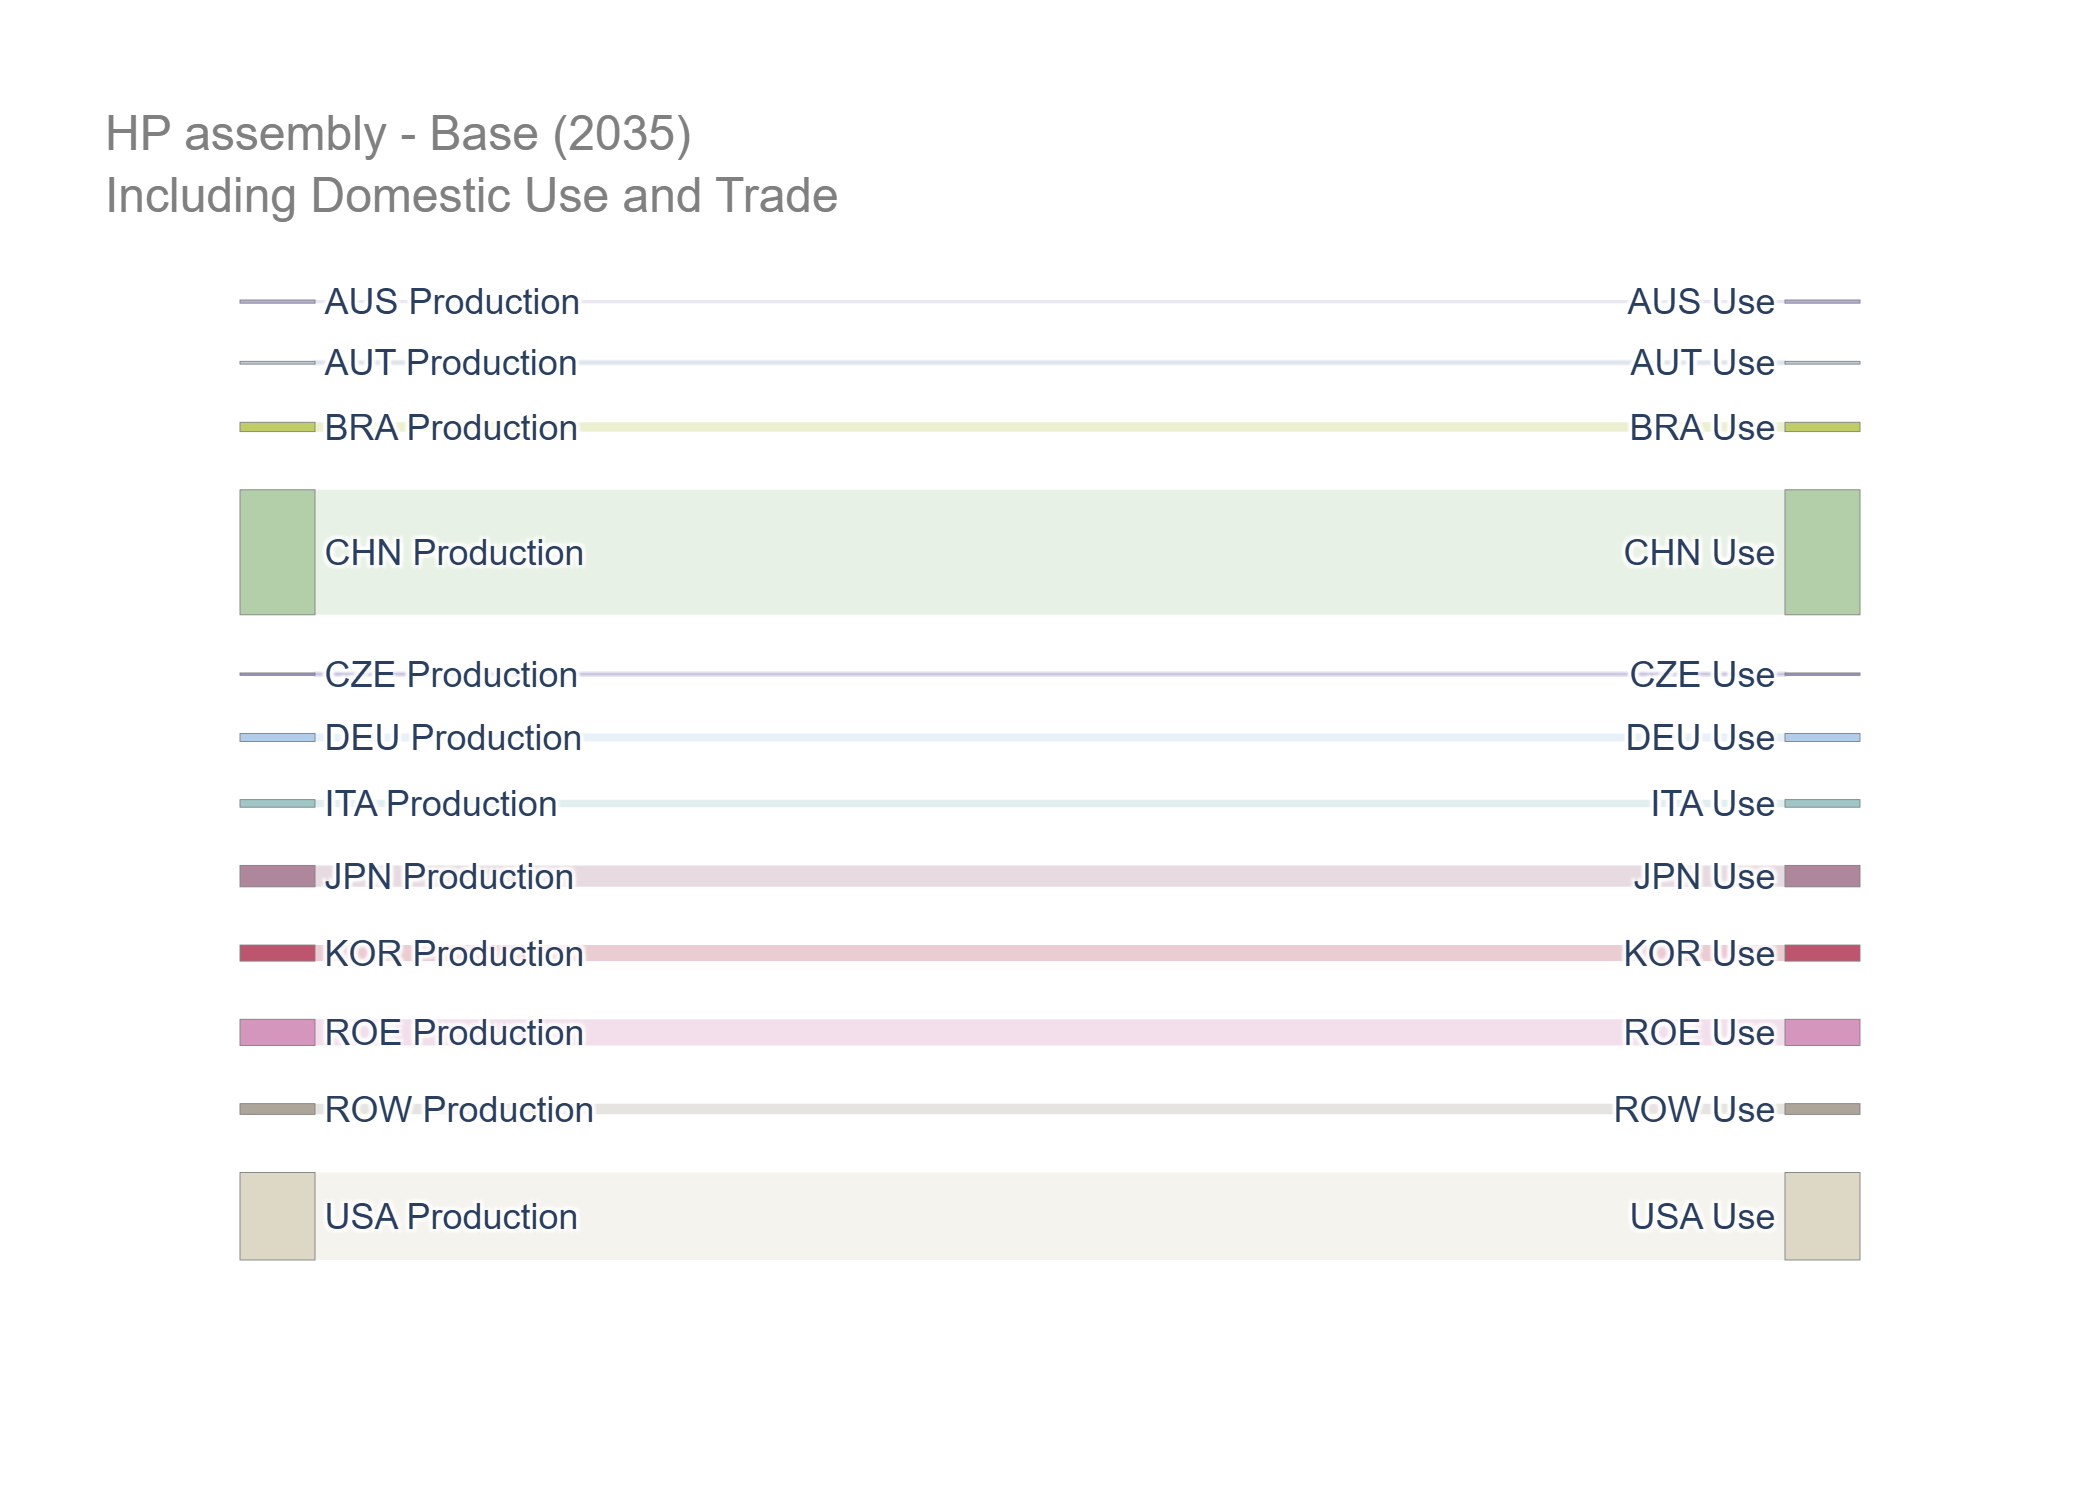 HP assembly - Base (2035)
Including Domestic Use and Trade
AUS Production
AUS Use
AUT Production
AUT Use
BRA Production
BRA Use
CHN Production
CHN Use
CZE Production
CZE Use
DEU Production
DEU Use
ITA Production
ITA Use
JPN Production
JPN Use
KOR Production
KOR Use
ROE Production
ROE Use
ROW Production
ROW Use
USA Production
USA Use